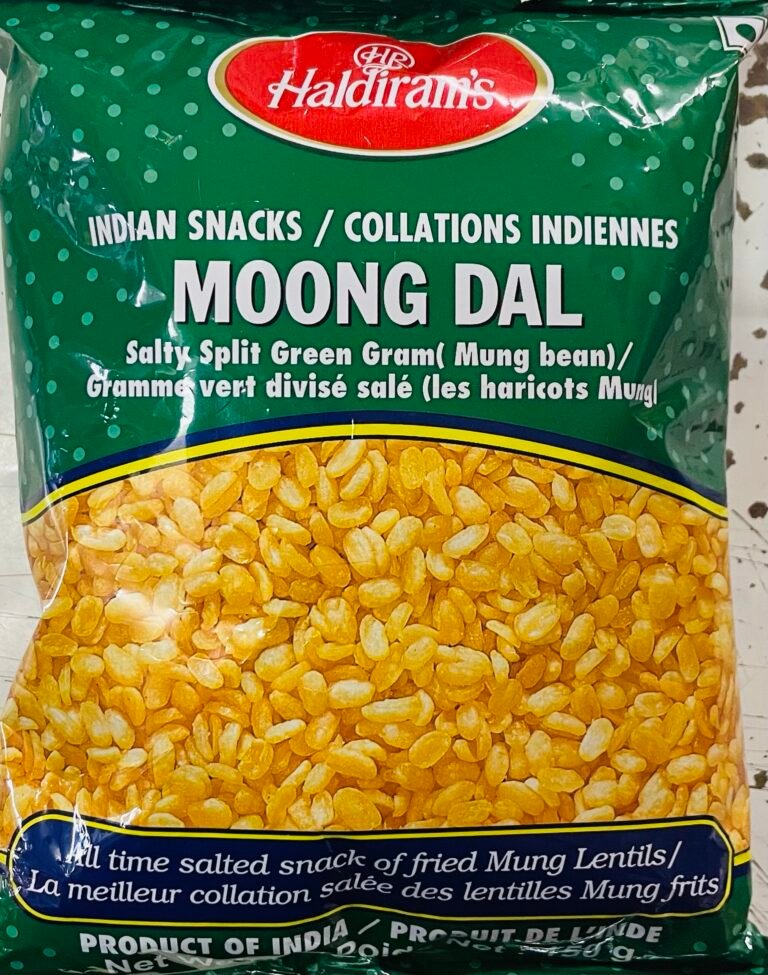 HR
Haldiram's
INDIAN SNACKS / COLLATIONS INDIENNES
MOONG DAL
Salty Split Green Gram( Mung bean)/
Gramme vert divisé salé (les haricots Mung)
All time salted snack of fried Mung Lentils/
La meilleur collation salée des lentilles Mung frits
PRODUCT OF INDIA / PRODUIT DE L'INDE
Net